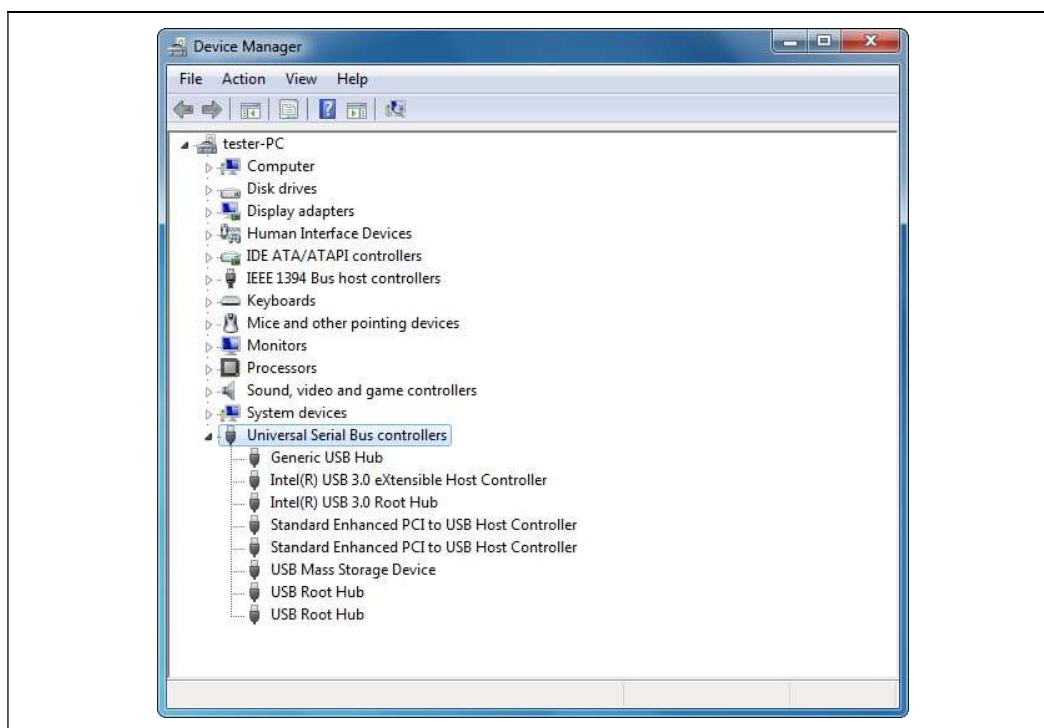 Device Manager
File Action View Help
tester-PC
Computer
Disk drives
Display adapters
Human Interface Devices
IDE ATA/ATAPI controllers
IEEE 1394 Bus host controllers
Keyboards
Mice and other pointing devices
Monitors
Processors
Sound, video and game controllers
System devices
Universal Serial Bus controllers
Generic USB Hub
Intel(R) USB 3.0 eXtensible Host Controller
Intel(R) USB 3.0 Root Hub
Standard Enhanced PCI to USB Host Controller
Standard Enhanced PCI to USB Host Controller
USB Mass Storage Device
USB Root Hub
USB Root Hub